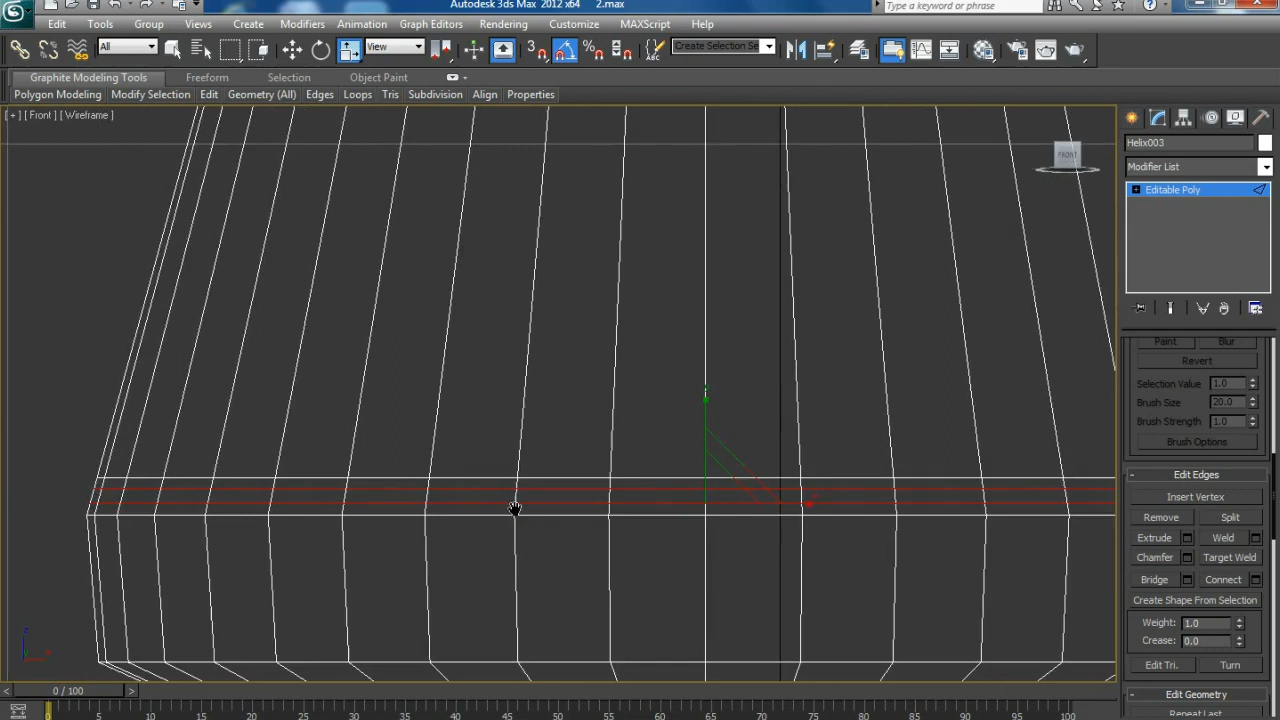 Autodesk 3ds Max 2012 x64 2.max
Type a keyword or phrase
Edit Tools Group Views Create Modifiers Animation Graph Editors Rendering Customize MAXScript Help
All View 3 Create Selection Se
Graphite Modeling Tools Freeform Selection Object Paint
Polygon Modeling Modify Selection Edit Geometry (All) Edges Loops Tris Subdivision Align Properties
[ + ] [ Front ] [ Wireframe ]
FRONT
Helix003
Modifier List
Editable Poly
Paint Blur
Revert
Selection Value 1.0
Brush Size 20.0
Brush Strength 1.0
Brush Options
Edit Edges
Insert Vertex
Remove Split
Extrude Weld
Chamfer Target Weld
Bridge Connect
Create Shape From Selection
Weight: 1.0
Crease: 0.0
Edit Tri. Turn
Edit Geometry
Repeat Last
0 / 100
0 5 10 15 20 25 30 35 40 45 50 55 60 65 70 75 80 85 90 95 100